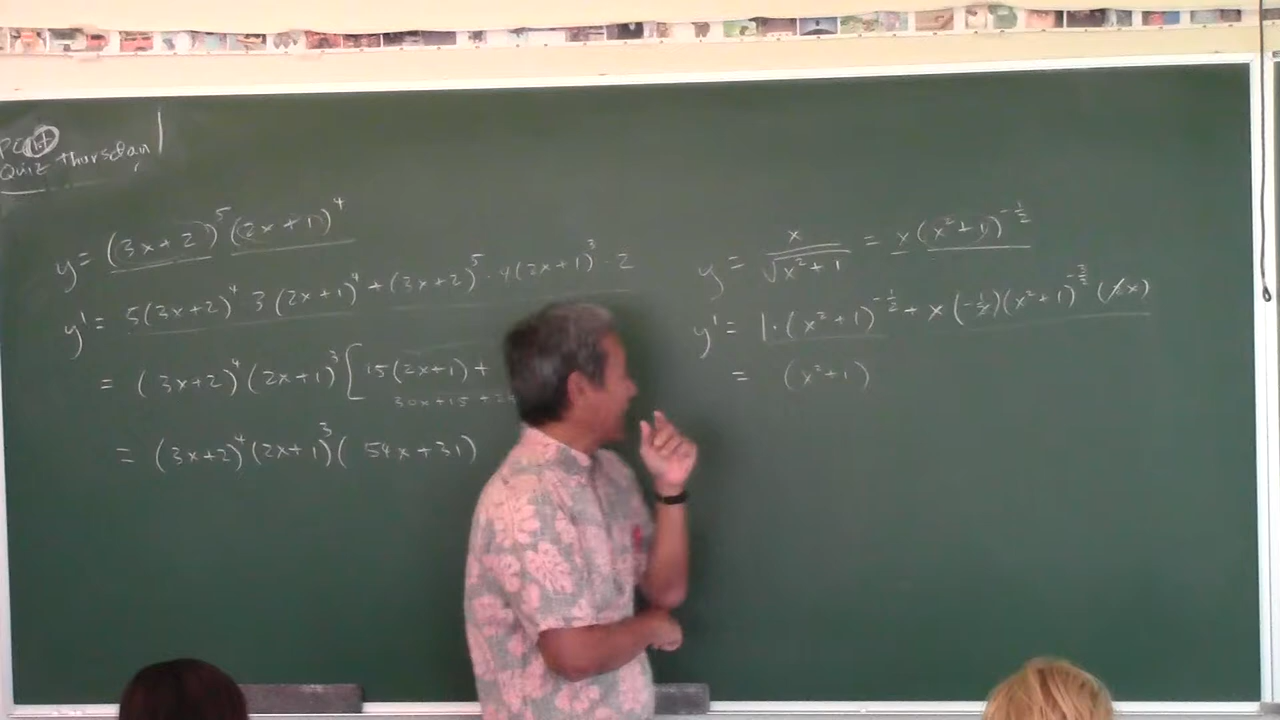 Quiz Thursday
y = (3x+2)^5 (2x+1)^4
y' = 5(3x+2)^4 3(2x+1)^4 + (3x+2)^5 · 4(2x+1)^3 · 2
= (3x+2)^4 (2x+1)^3 [15(2x+1) +
30x+15 +
= (3x+2)^4 (2x+1)^3 (54x+31)
y = x/√(x²+1) = x(x²+1)^(-1/2)
y' = 1·(x²+1)^(-1/2) + x(-1/2)(x²+1)^(-3/2) (2x)
= (x²+1)